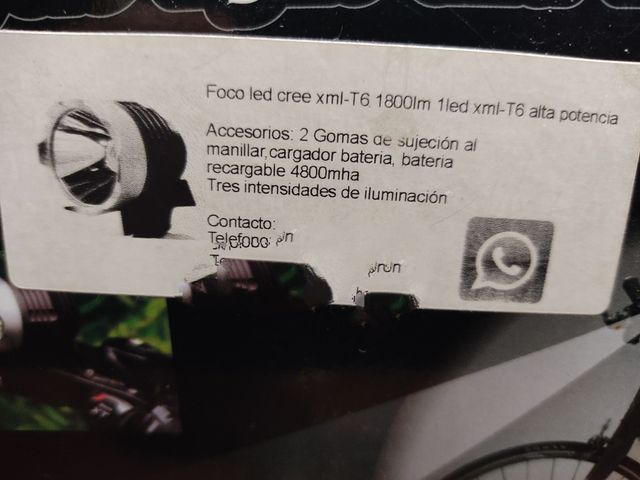 Foco led cree xml-T6 1800lm 1led xml-T6 alta potencia
Accesorios: 2 Gomas de sujeción al
manillar,cargador bateria, bateria
recargable 4800mha
Tres intensidades de iluminación
Contacto:
Telefono: